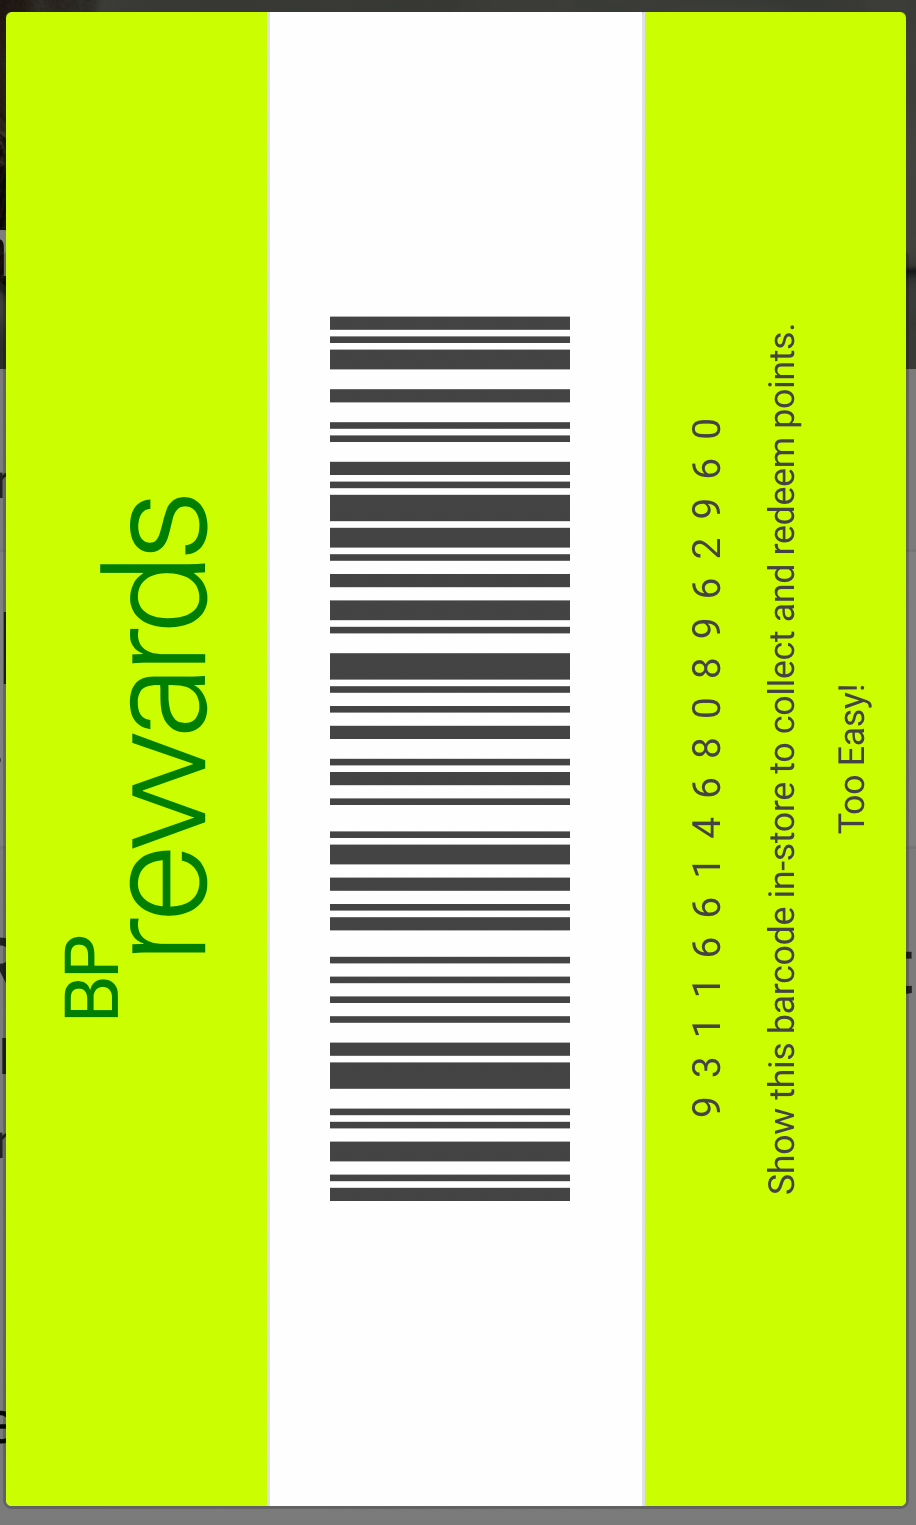 BP
rewards
9 3 1 1 6 6 1 4 6 8 0 8 9 6 2 9 6 0
Show this barcode in-store to collect and redeem points.
Too Easy!